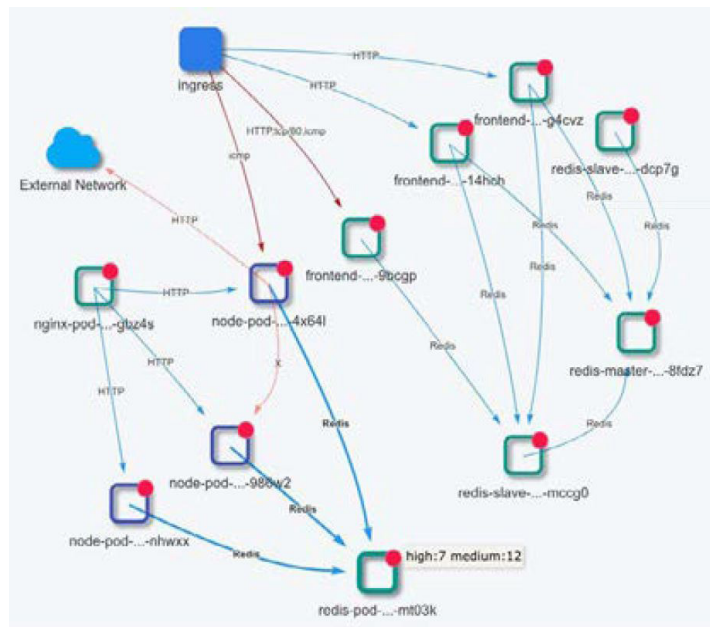 HTTP
ingress
HTTP
frontend-...-g4cvz
HTTP:tcp/80:icmp
icmp
External Network
frontend-...-14hch
redis-slave-...-dcp7g
HTTP
Redis
Redis
Redis
Redis
frontend-...-9bcgp
HTTP
nginx-pod-...-gbz4s
node-pod-...-4x64l
Redis
Redis
redis-master-...-8fdz7
HTTP
X
HTTP
Redis
Redis
node-pod-...-986w2
redis-slave-...-mccg0
Redis
node-pod-...-nhwxx
Redis
high:7 medium:12
redis-pod-...-mt03k